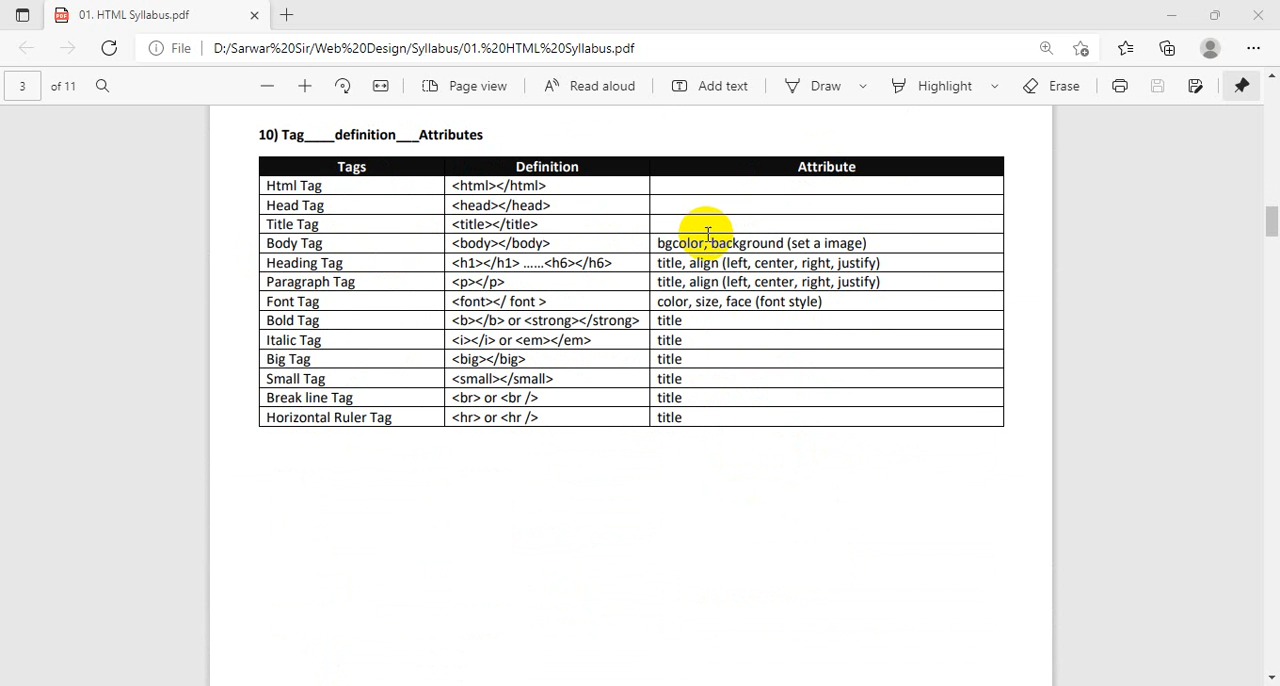 01. HTML Syllabus.pdf
File | D:/Sarwar%20Sir/Web%20Design/Syllabus/01.%20HTML%20Syllabus.pdf
3 of 11 Page view Read aloud Add text Draw Highlight Erase
10) Tag____definition___Attributes
Tags Definition Attribute
Html Tag <html></html>
Head Tag <head></head>
Title Tag <title></title>
Body Tag <body></body> bgcolor, background (set a image)
Heading Tag <h1></h1> ......<h6></h6> title, align (left, center, right, justify)
Paragraph Tag <p></p> title, align (left, center, right, justify)
Font Tag <font></ font > color, size, face (font style)
Bold Tag <b></b> or <strong></strong> title
Italic Tag <i></i> or <em></em> title
Big Tag <big></big> title
Small Tag <small></small> title
Break line Tag <br> or <br /> title
Horizontal Ruler Tag <hr> or <hr /> title